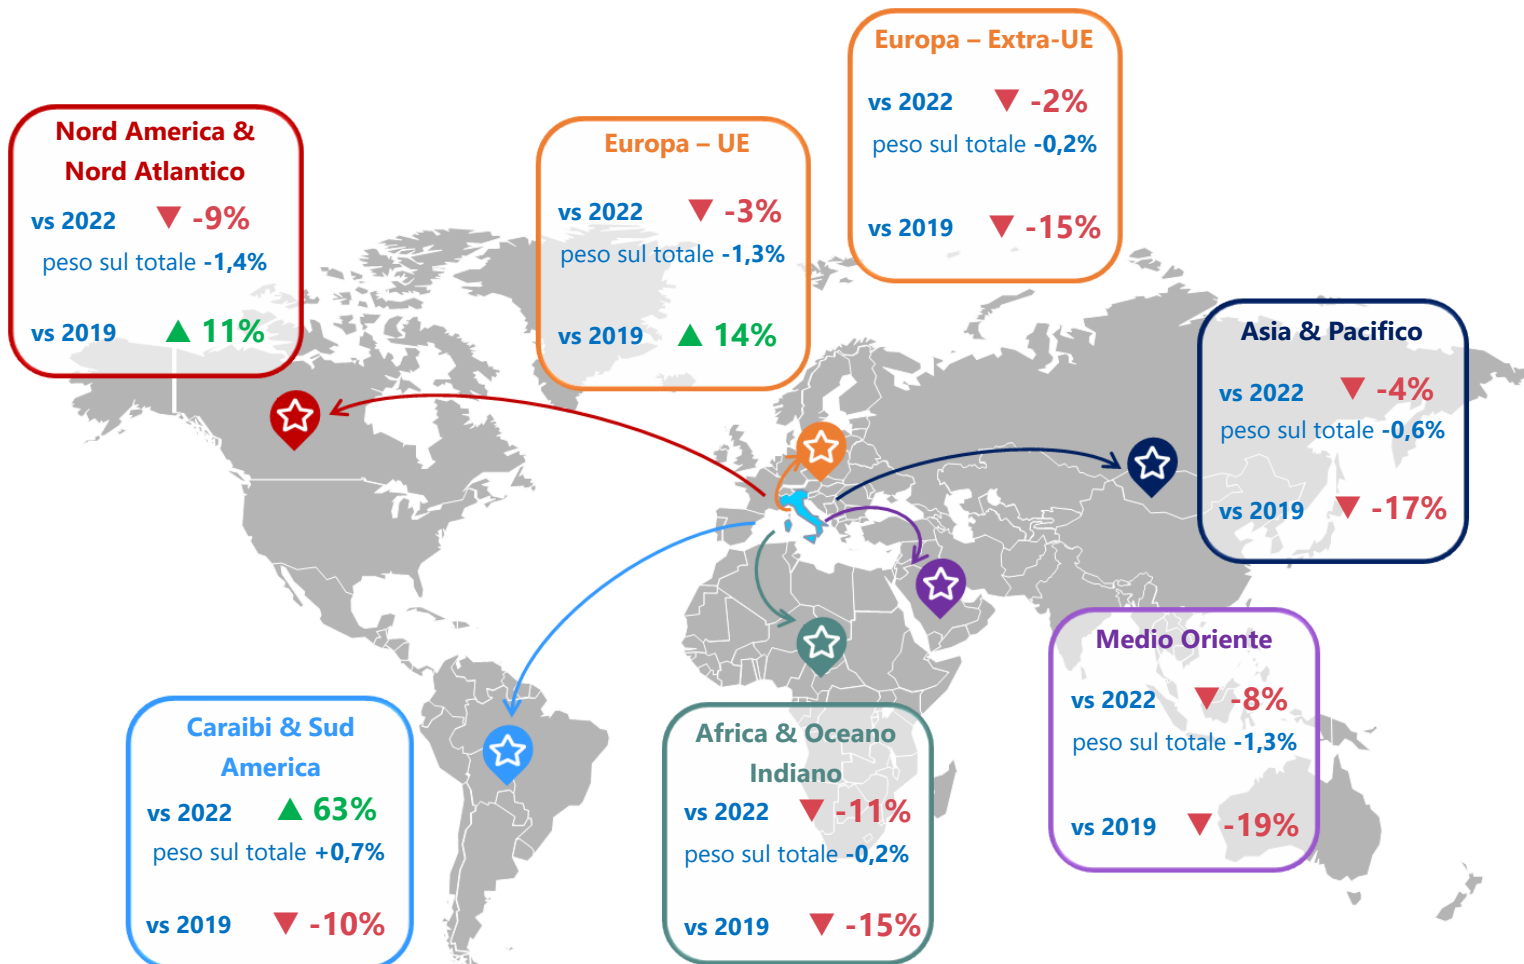 Europa – Extra-UE
vs 2022 ▼ -2%
peso sul totale -0,2%
vs 2019 ▼ -15%
Nord America &
Nord Atlantico
vs 2022 ▼ -9%
peso sul totale -1,4%
vs 2019 ▲ 11%
Europa – UE
vs 2022 ▼ -3%
peso sul totale -1,3%
vs 2019 ▲ 14%
Asia & Pacifico
vs 2022 ▼ -4%
peso sul totale -0,6%
vs 2019 ▼ -17%
Medio Oriente
vs 2022 ▼ -8%
peso sul totale -1,3%
vs 2019 ▼ -19%
Caraibi & Sud
America
vs 2022 ▲ 63%
peso sul totale +0,7%
vs 2019 ▼ -10%
Africa & Oceano
Indiano
vs 2022 ▼ -11%
peso sul totale -0,2%
vs 2019 ▼ -15%